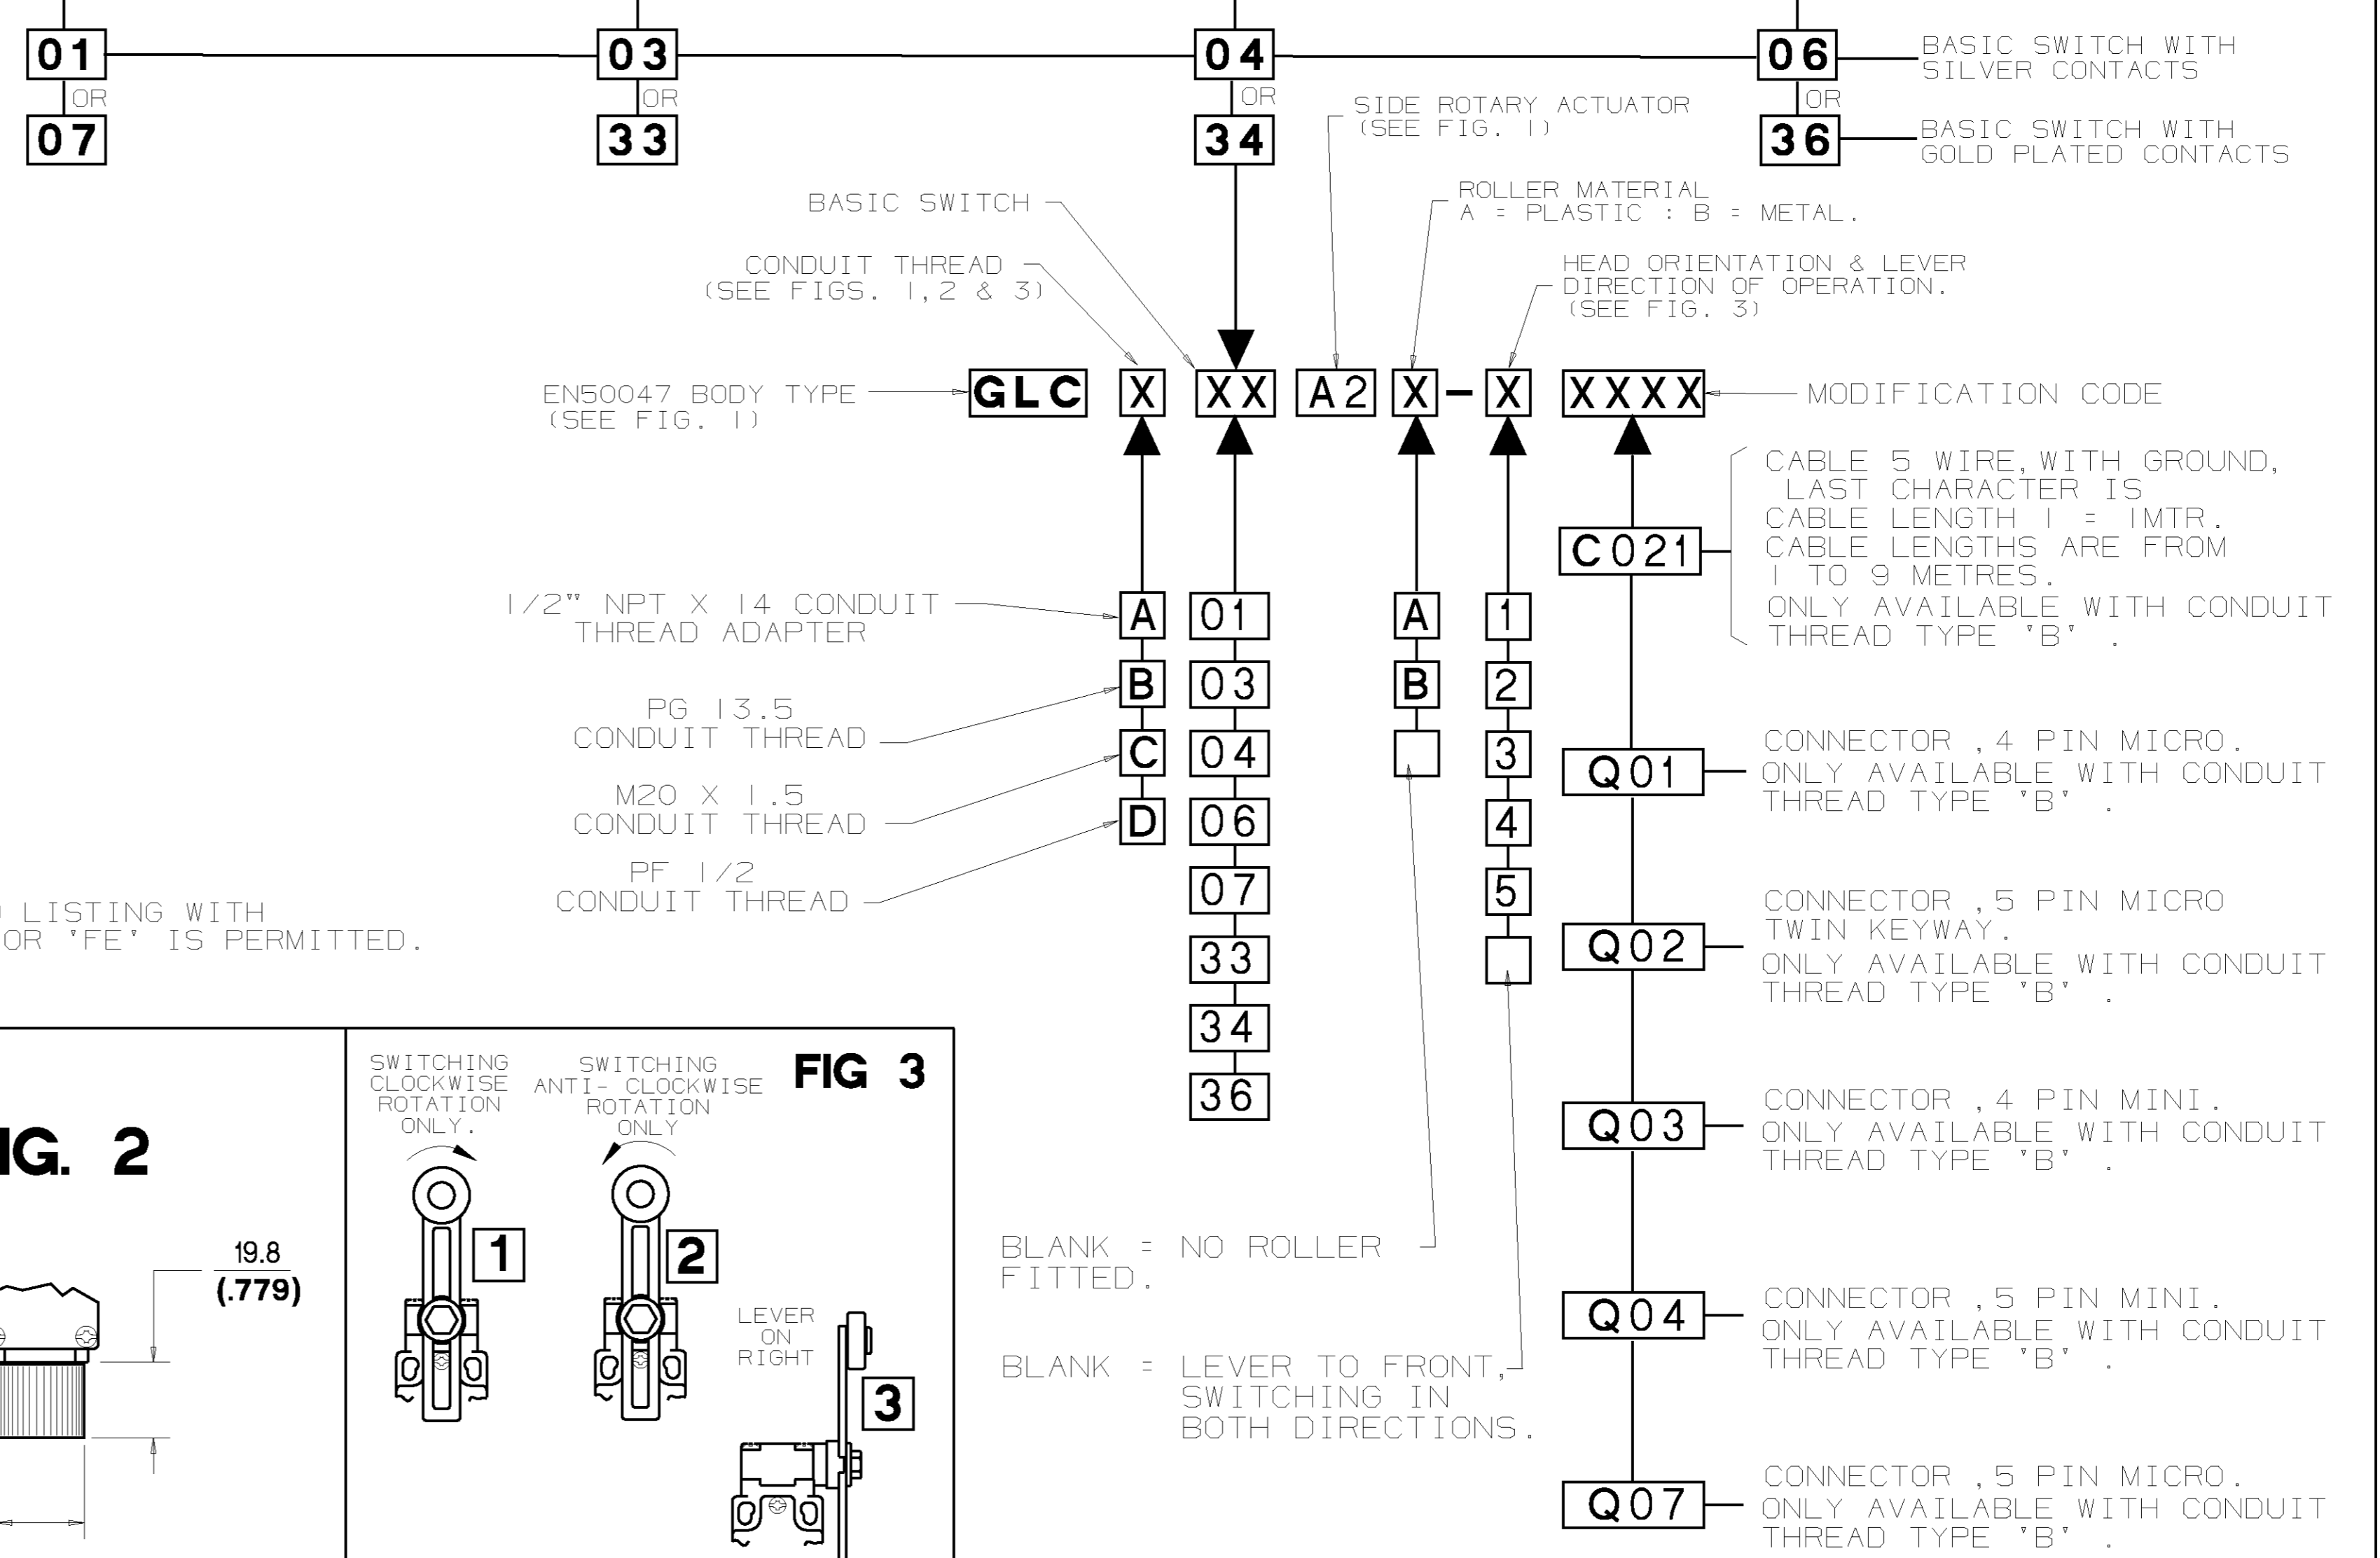 01
03
04
06
BASIC SWITCH WITH
SILVER CONTACTS
OR
OR
OR
OR
07
33
34
36
BASIC SWITCH WITH
GOLD PLATED CONTACTS
SIDE ROTARY ACTUATOR
(SEE FIG. 1)
BASIC SWITCH
ROLLER MATERIAL
A = PLASTIC : B = METAL.
CONDUIT THREAD
(SEE FIGS. 1,2 & 3)
HEAD ORIENTATION & LEVER
DIRECTION OF OPERATION.
(SEE FIG. 3)
EN50047 BODY TYPE
(SEE FIG. 1)
GLC X XX A2 X - X XXXX
MODIFICATION CODE
C021
CABLE 5 WIRE, WITH GROUND,
LAST CHARACTER IS
CABLE LENGTH 1 = 1MTR.
CABLE LENGTHS ARE FROM
1 TO 9 METRES.
ONLY AVAILABLE WITH CONDUIT
THREAD TYPE 'B' .
1/2" NPT X 14 CONDUIT
THREAD ADAPTER
PG 13.5
CONDUIT THREAD
M20 X 1.5
CONDUIT THREAD
PF 1/2
CONDUIT THREAD
A
B
C
D
01
03
04
06
07
33
34
36
A
B
1
2
3
4
5
Q01
CONNECTOR ,4 PIN MICRO.
ONLY AVAILABLE WITH CONDUIT
THREAD TYPE 'B' .
Q02
CONNECTOR ,5 PIN MICRO
TWIN KEYWAY.
ONLY AVAILABLE WITH CONDUIT
THREAD TYPE 'B' .
Q03
CONNECTOR ,4 PIN MINI.
ONLY AVAILABLE WITH CONDUIT
THREAD TYPE 'B' .
Q04
CONNECTOR ,5 PIN MINI.
ONLY AVAILABLE WITH CONDUIT
THREAD TYPE 'B' .
Q07
CONNECTOR ,5 PIN MICRO.
ONLY AVAILABLE WITH CONDUIT
THREAD TYPE 'B' .
BLANK = NO ROLLER
FITTED.
BLANK = LEVER TO FRONT,
SWITCHING IN
BOTH DIRECTIONS.
LISTING WITH
OR 'FE' IS PERMITTED.
IG. 2
19.8
(.779)
FIG 3
SWITCHING
CLOCKWISE
ROTATION
ONLY.
SWITCHING
ANTI- CLOCKWISE
ROTATION
ONLY
1
2
LEVER
ON
RIGHT
3